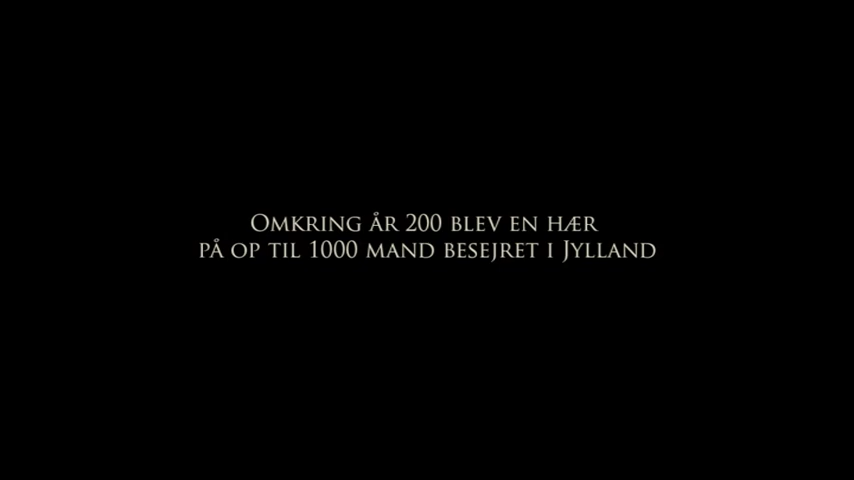 Omkring år 200 blev en hær
på op til 1000 mand besejret i Jylland